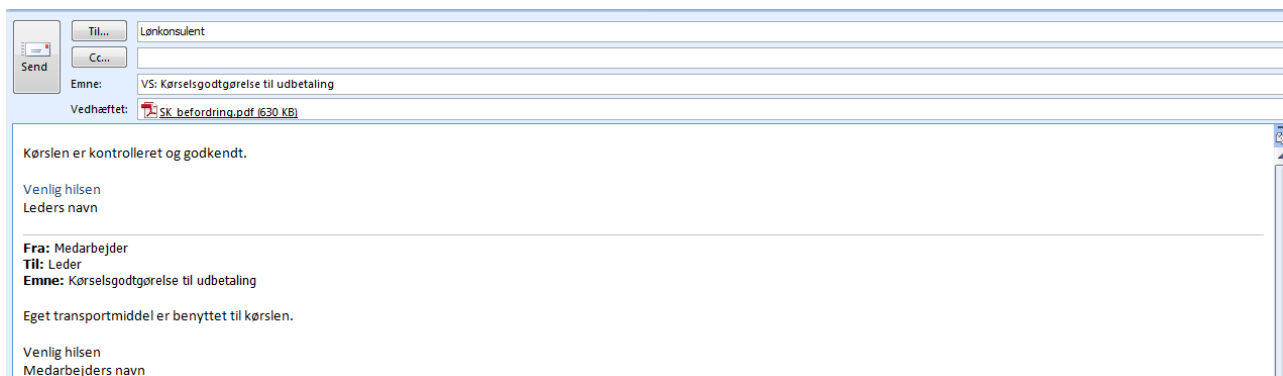 Til...
Lønkonsulent
Cc...
Send
Emne:
VS: Kørselsgodtgørelse til udbetaling
Vedhæftet:
SK_befordring.pdf (630 KB)
Kørslen er kontrolleret og godkendt.
Venlig hilsen
Leders navn
Fra: Medarbejder
Til: Leder
Emne: Kørselsgodtgørelse til udbetaling
Eget transportmiddel er benyttet til kørslen.
Venlig hilsen
Medarbejders navn